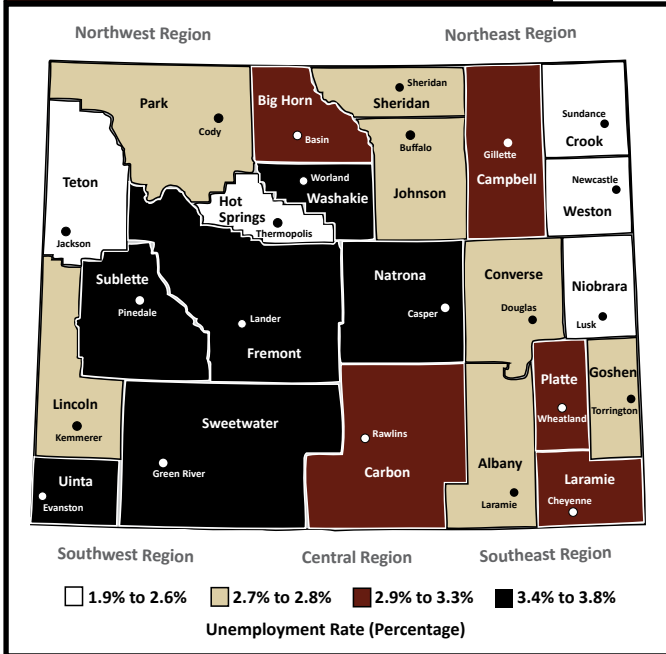 Northwest Region
Northeast Region
Park
Cody
Big Horn
Basin
Sheridan
Sheridan
Buffalo
Johnson
Gillette
Campbell
Sundance
Crook
Newcastle
Weston
Teton
Jackson
Hot
Springs
Thermopolis
Worland
Washakie
Sublette
Pinedale
Lander
Fremont
Natrona
Casper
Converse
Douglas
Niobrara
Lusk
Lincoln
Kemmerer
Sweetwater
Green River
Rawlins
Carbon
Albany
Laramie
Platte
Wheatland
Goshen
Torrington
Uinta
Evanston
Laramie
Cheyenne
Southwest Region
Central Region
Southeast Region
1.9% to 2.6%
2.7% to 2.8%
2.9% to 3.3%
3.4% to 3.8%
Unemployment Rate (Percentage)